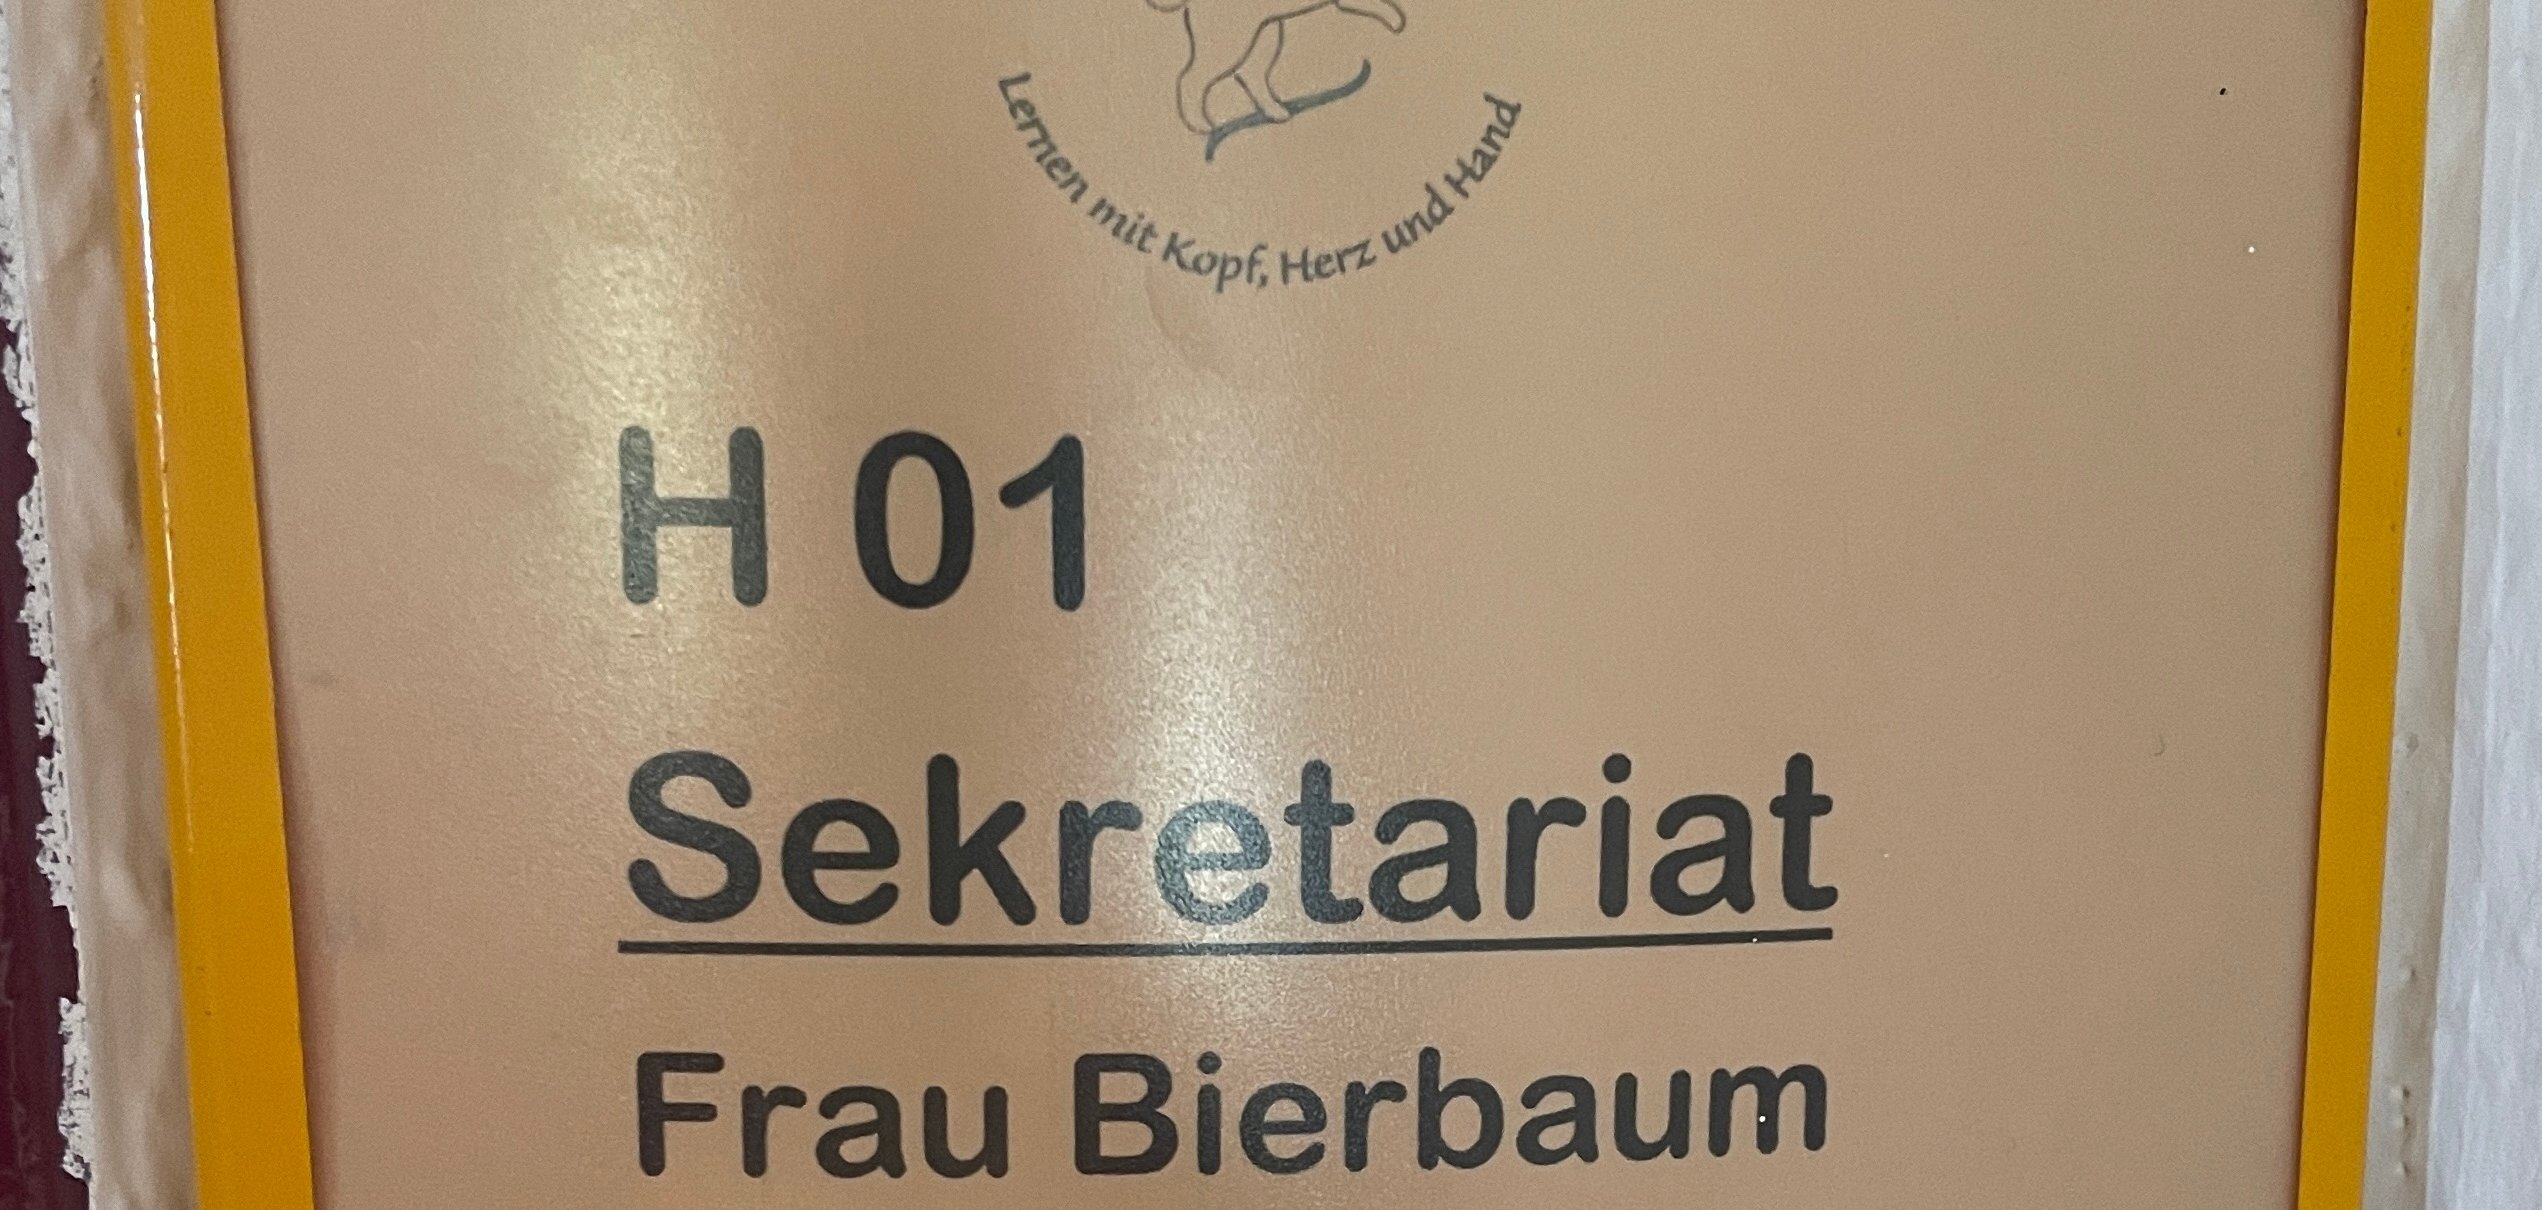 Lernen mit Kopf, Herz und Hand
H 01
Sekretariat
Frau Bierbaum